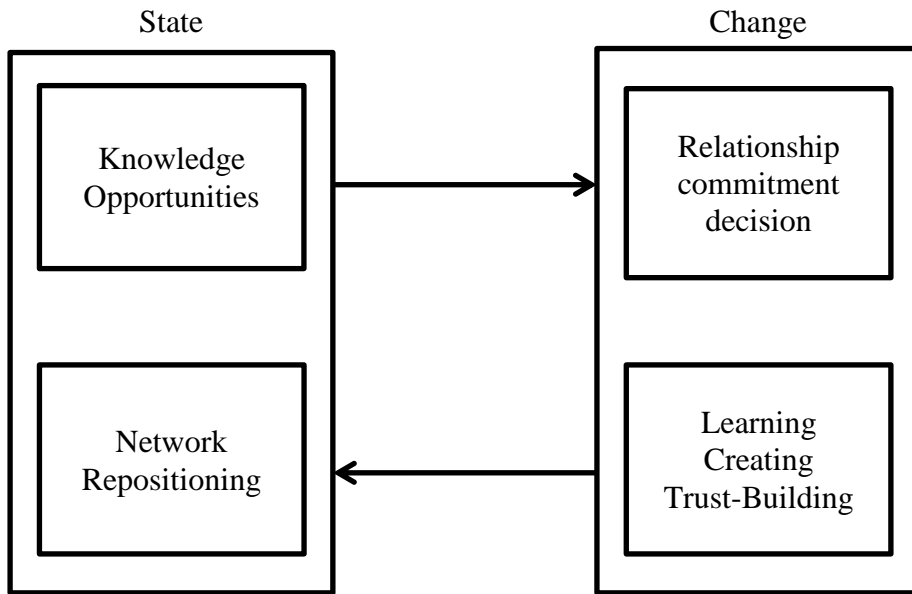 State
Change
Knowledge
Opportunities
Relationship
commitment
decision
Network
Repositioning
Learning
Creating
Trust-Building